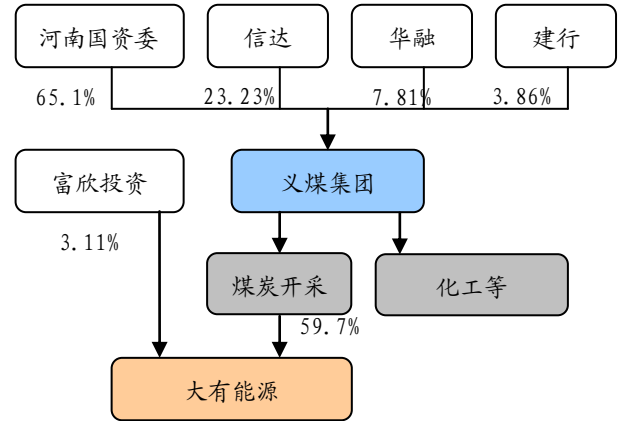 河南国资委
信达
华融
建行
65.1%
23.23%
7.81%
3.86%
富欣投资
义煤集团
3.11%
煤炭开采
化工等
59.7%
大有能源